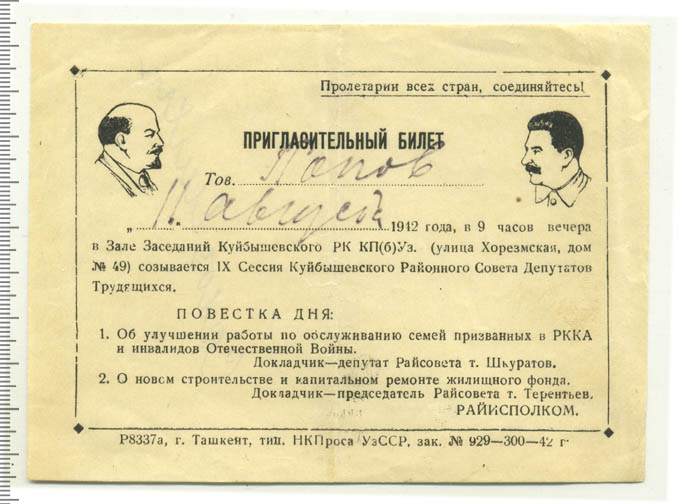 Пролетарии всех стран, соединяйтесь!
ПРИГЛАСИТЕЛЬНЫЙ БИЛЕТ
Тов. Попов
„ 11 августа 1942 года, в 9 часов вечера
в Зале Заседаний Куйбышевского РК КП(б)Уз. (улица Хорезмская, дом
№ 49) созывается IX Сессия Куйбышевского Районного Совета Депутатов
Трудящихся.
ПОВЕСТКА ДНЯ:
1. Об улучшении работы по обслуживанию семей призванных в РККА
и инвалидов Отечественной Войны.
Докладчик—депутат Райсовета т. Шкуратов.
2. О новом строительстве и капитальном ремонте жилищного фонда.
Докладчик—председатель Райсовета т. Терентьев.
РАЙИСПОЛКОМ.
Р8337а, г. Ташкент, тип. НКПроса УзССР, зак. № 929—300—42 г